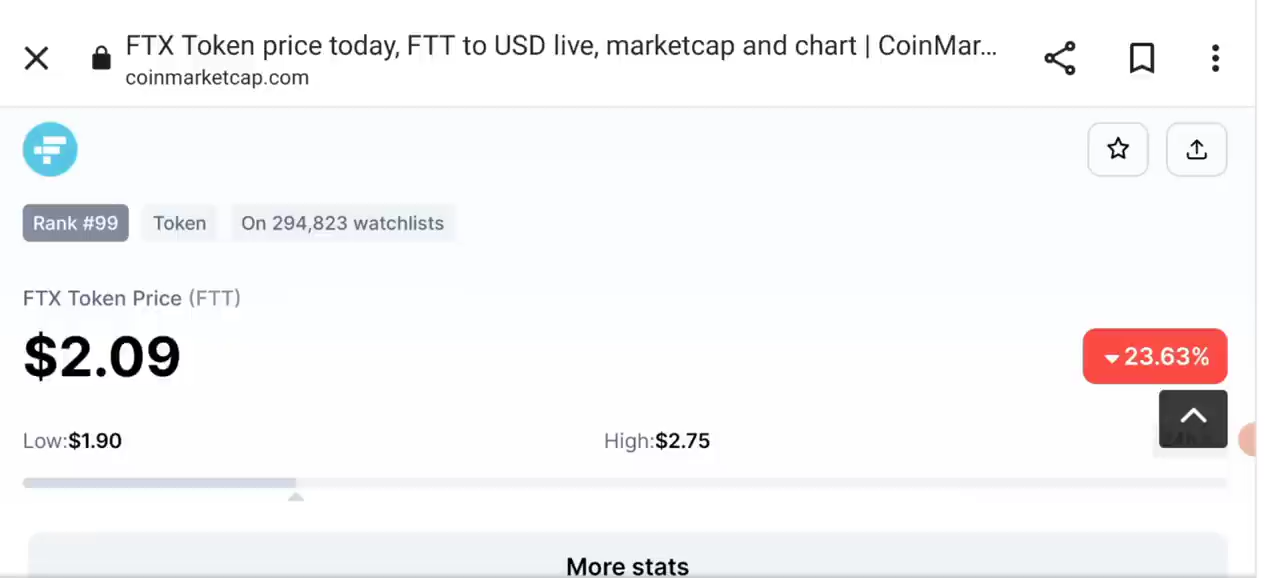 FTX Token price today, FTT to USD live, marketcap and chart | CoinMar...
coinmarketcap.com
Rank #99 Token On 294,823 watchlists
FTX Token Price (FTT)
$2.09
23.63%
Low:$1.90 High:$2.75
More stats